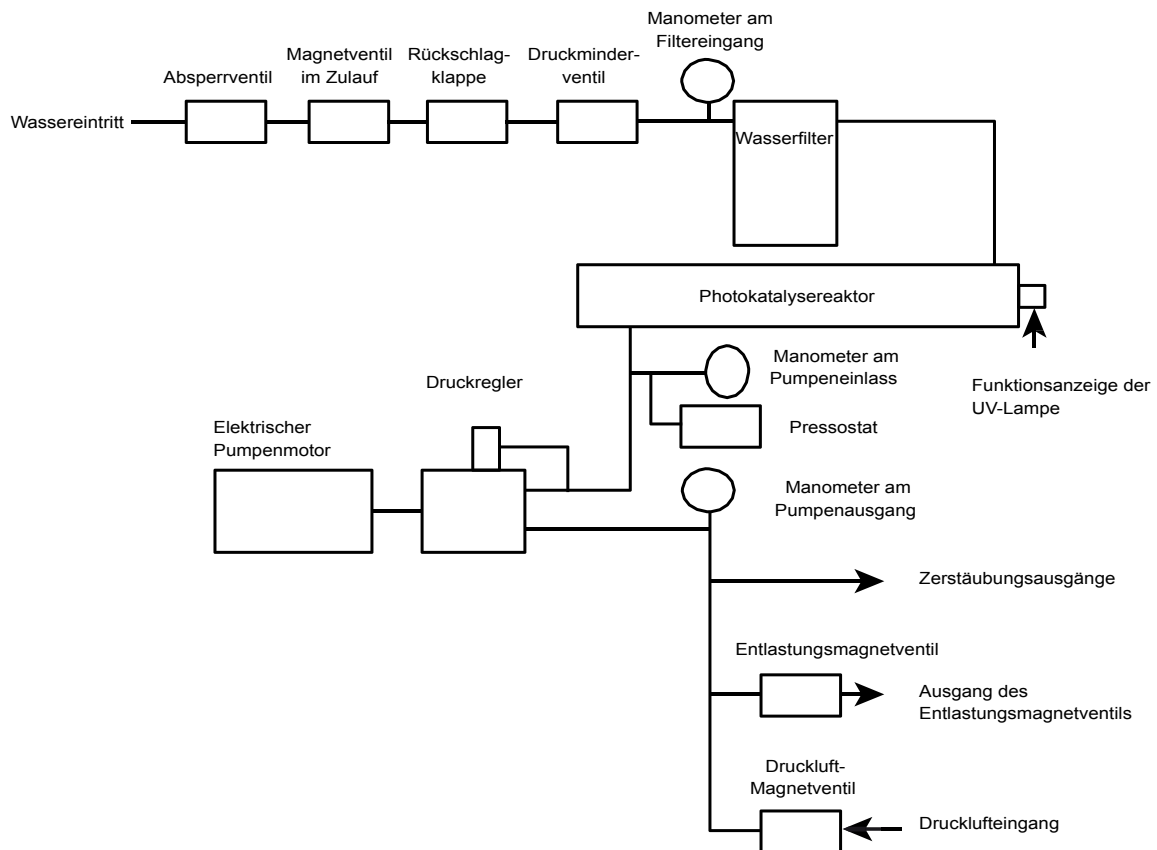 Manometer am
Filtereingang
Magnetventil
im Zulauf
Rückschlag-
klappe
Druckminder-
ventil
Absperrventil
Wassereintritt
Wasserfilter
Photokatalysereaktor
Manometer am
Pumpeneinlass
Funktionsanzeige der
UV-Lampe
Druckregler
Pressostat
Elektrischer
Pumpenmotor
Manometer am
Pumpenausgang
Zerstäubungsausgänge
Entlastungsmagnetventil
Ausgang des
Entlastungsmagnetventils
Druckluft-
Magnetventil
Drucklufteingang